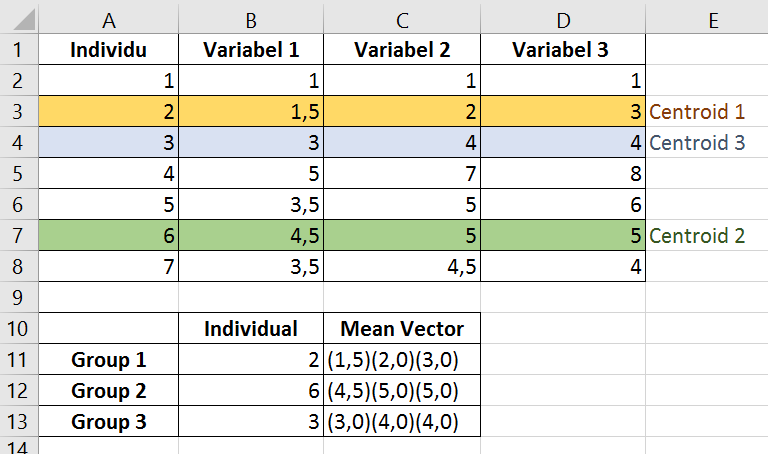 A B C D E
1 Individu Variabel 1 Variabel 2 Variabel 3
2 1 1 1 1
3 2 1,5 2 3 Centroid 1
4 3 3 4 4 Centroid 3
5 4 5 7 8
6 5 3,5 5 6
7 6 4,5 5 5 Centroid 2
8 7 3,5 4,5 4
9
10 Individual Mean Vector
11 Group 1 2 (1,5)(2,0)(3,0)
12 Group 2 6 (4,5)(5,0)(5,0)
13 Group 3 3 (3,0)(4,0)(4,0)
14